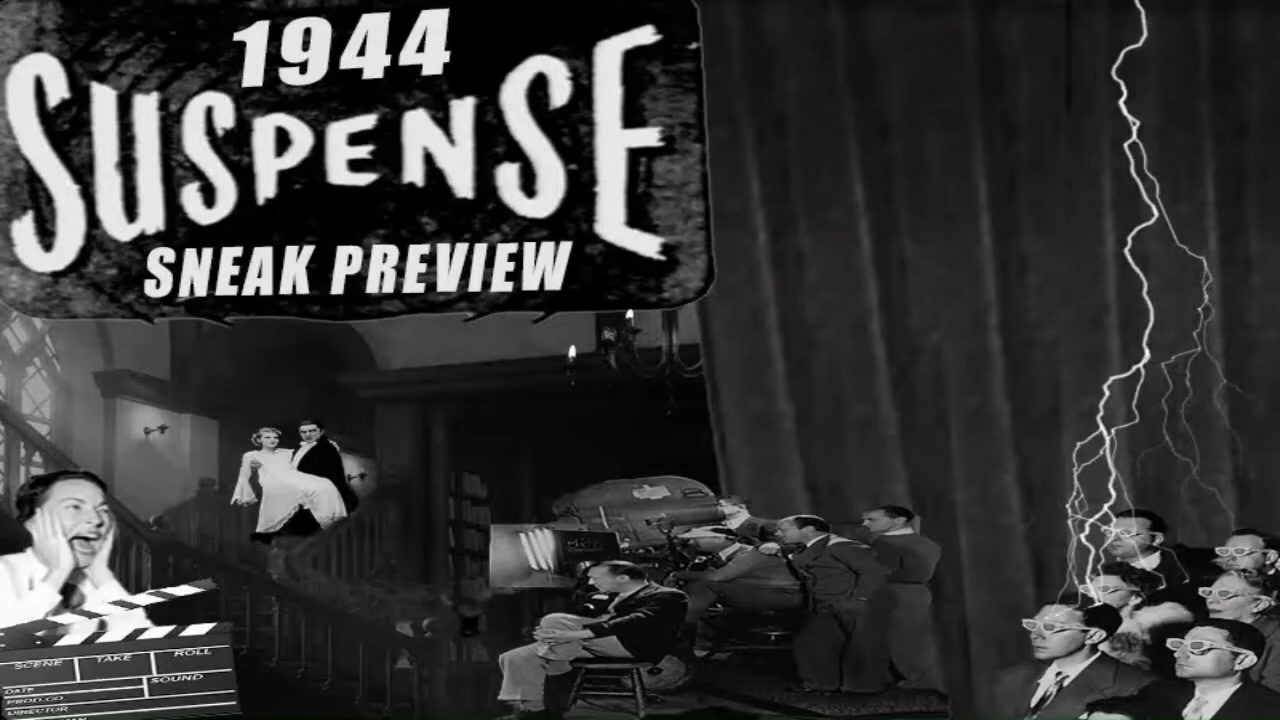 1944
SUSPENSE
SNEAK PREVIEW
SCENE TAKE ROLL
DATE SOUND
PROD.CO.
DIRECTOR